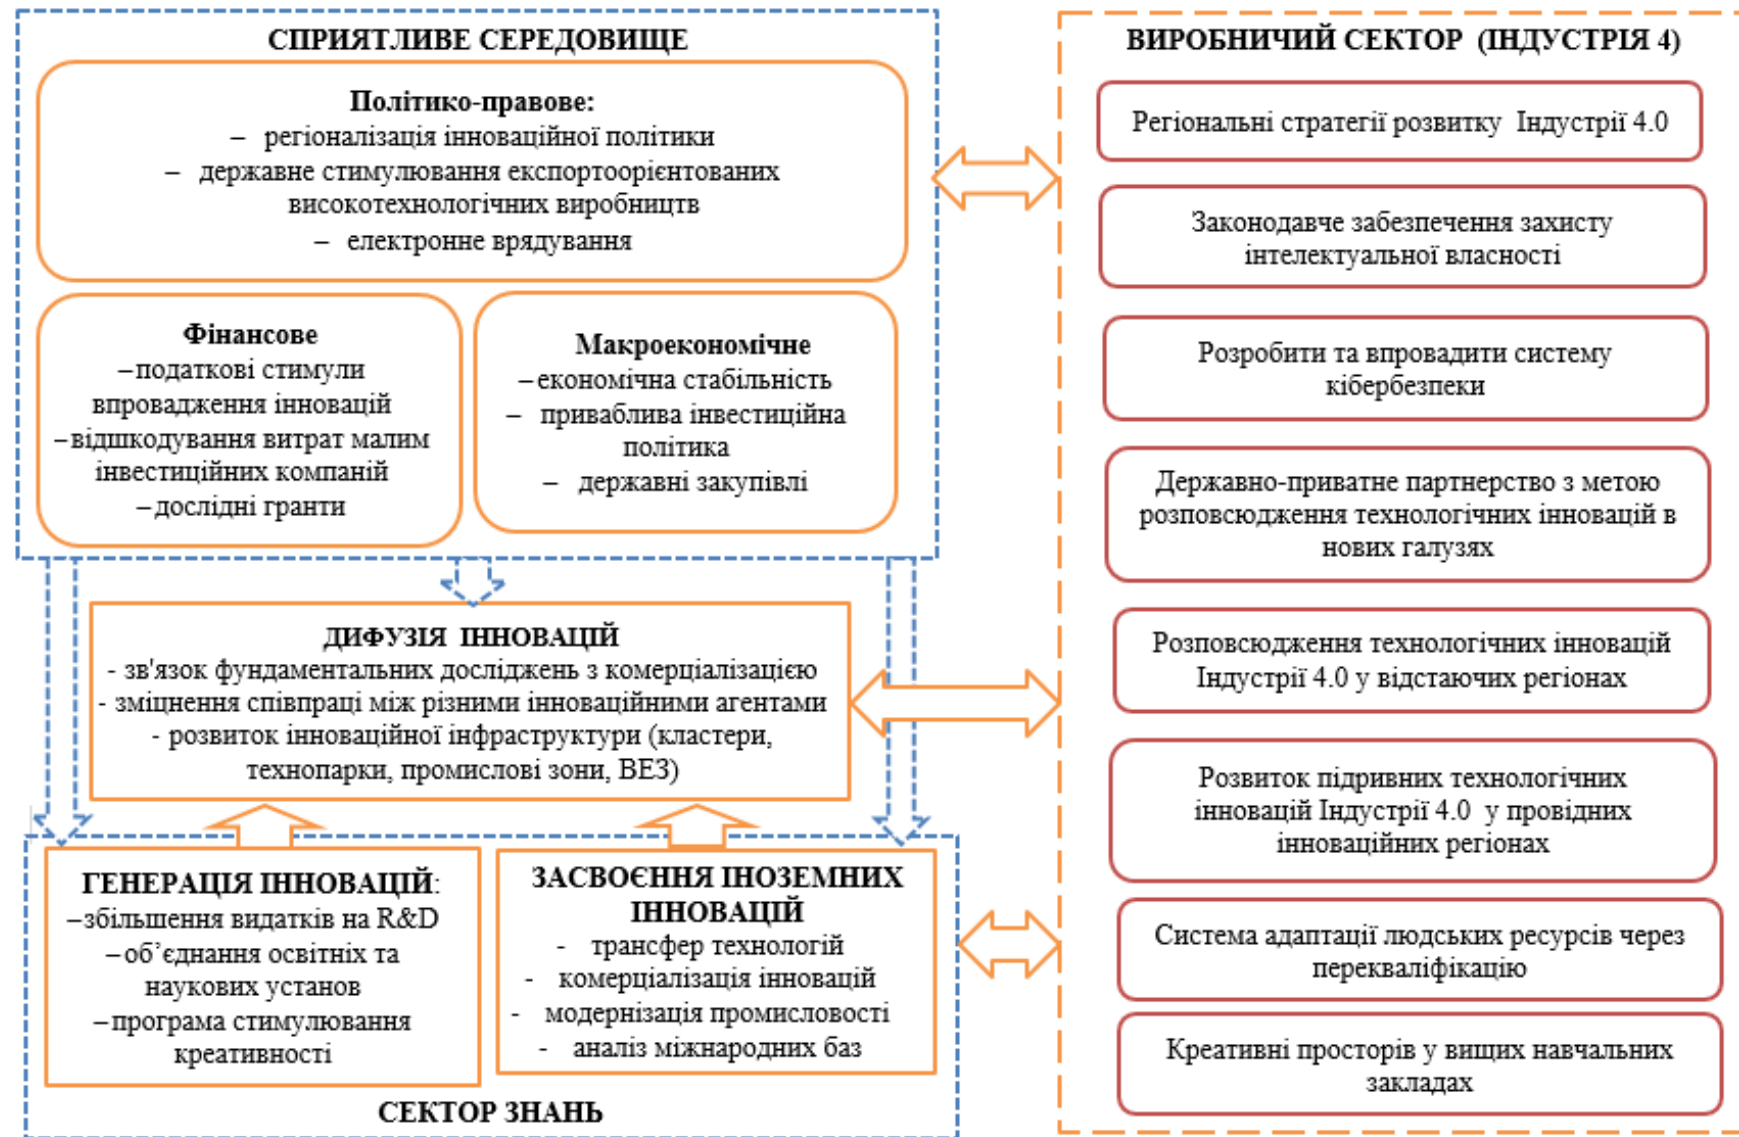 СПРИЯТЛИВЕ СЕРЕДОВИЩЕ
Політико-правове:
– регіоналізація інноваційної політики
– державне стимулювання експортоорієнтованих
високотехнологічних виробництв
– електронне врядування
Фінансове
–податкові стимули
впровадження інновацій
–відшкодування витрат малим
інвестиційних компаній
–дослідні гранти
Макроекономічне
–економічна стабільність
– приваблива інвестиційна
політика
– державні закупівлі
ДИФУЗІЯ ІННОВАЦІЙ
- зв'язок фундаментальних досліджень з комерціалізацією
- зміцнення співпраці між різними інноваційними агентами
- розвиток інноваційної інфраструктури (кластери,
технопарки, промислові зони, ВЕЗ)
ГЕНЕРАЦІЯ ІННОВАЦІЙ:
–збільшення видатків на R&D
–об’єднання освітніх та
наукових установ
–програма стимулювання
креативності
ЗАСВОЄННЯ ІНОЗЕМНИХ
ІННОВАЦІЙ
- трансфер технологій
- комерціалізація інновацій
- модернізація промисловості
- аналіз міжнародних баз
СЕКТОР ЗНАНЬ
ВИРОБНИЧИЙ СЕКТОР (ІНДУСТРІЯ 4)
Регіональні стратегії розвитку Індустрії 4.0
Законодавче забезпечення захисту
інтелектуальної власності
Розробити та впровадити систему
кібербезпеки
Державно-приватне партнерство з метою
розповсюдження технологічних інновацій в
нових галузях
Розповсюдження технологічних інновацій
Індустрії 4.0 у відстаючих регіонах
Розвиток підривних технологічних
інновацій Індустрії 4.0 у провідних
інноваційних регіонах
Система адаптації людських ресурсів через
перекваліфікацію
Креативні просторів у вищих навчальних
закладах